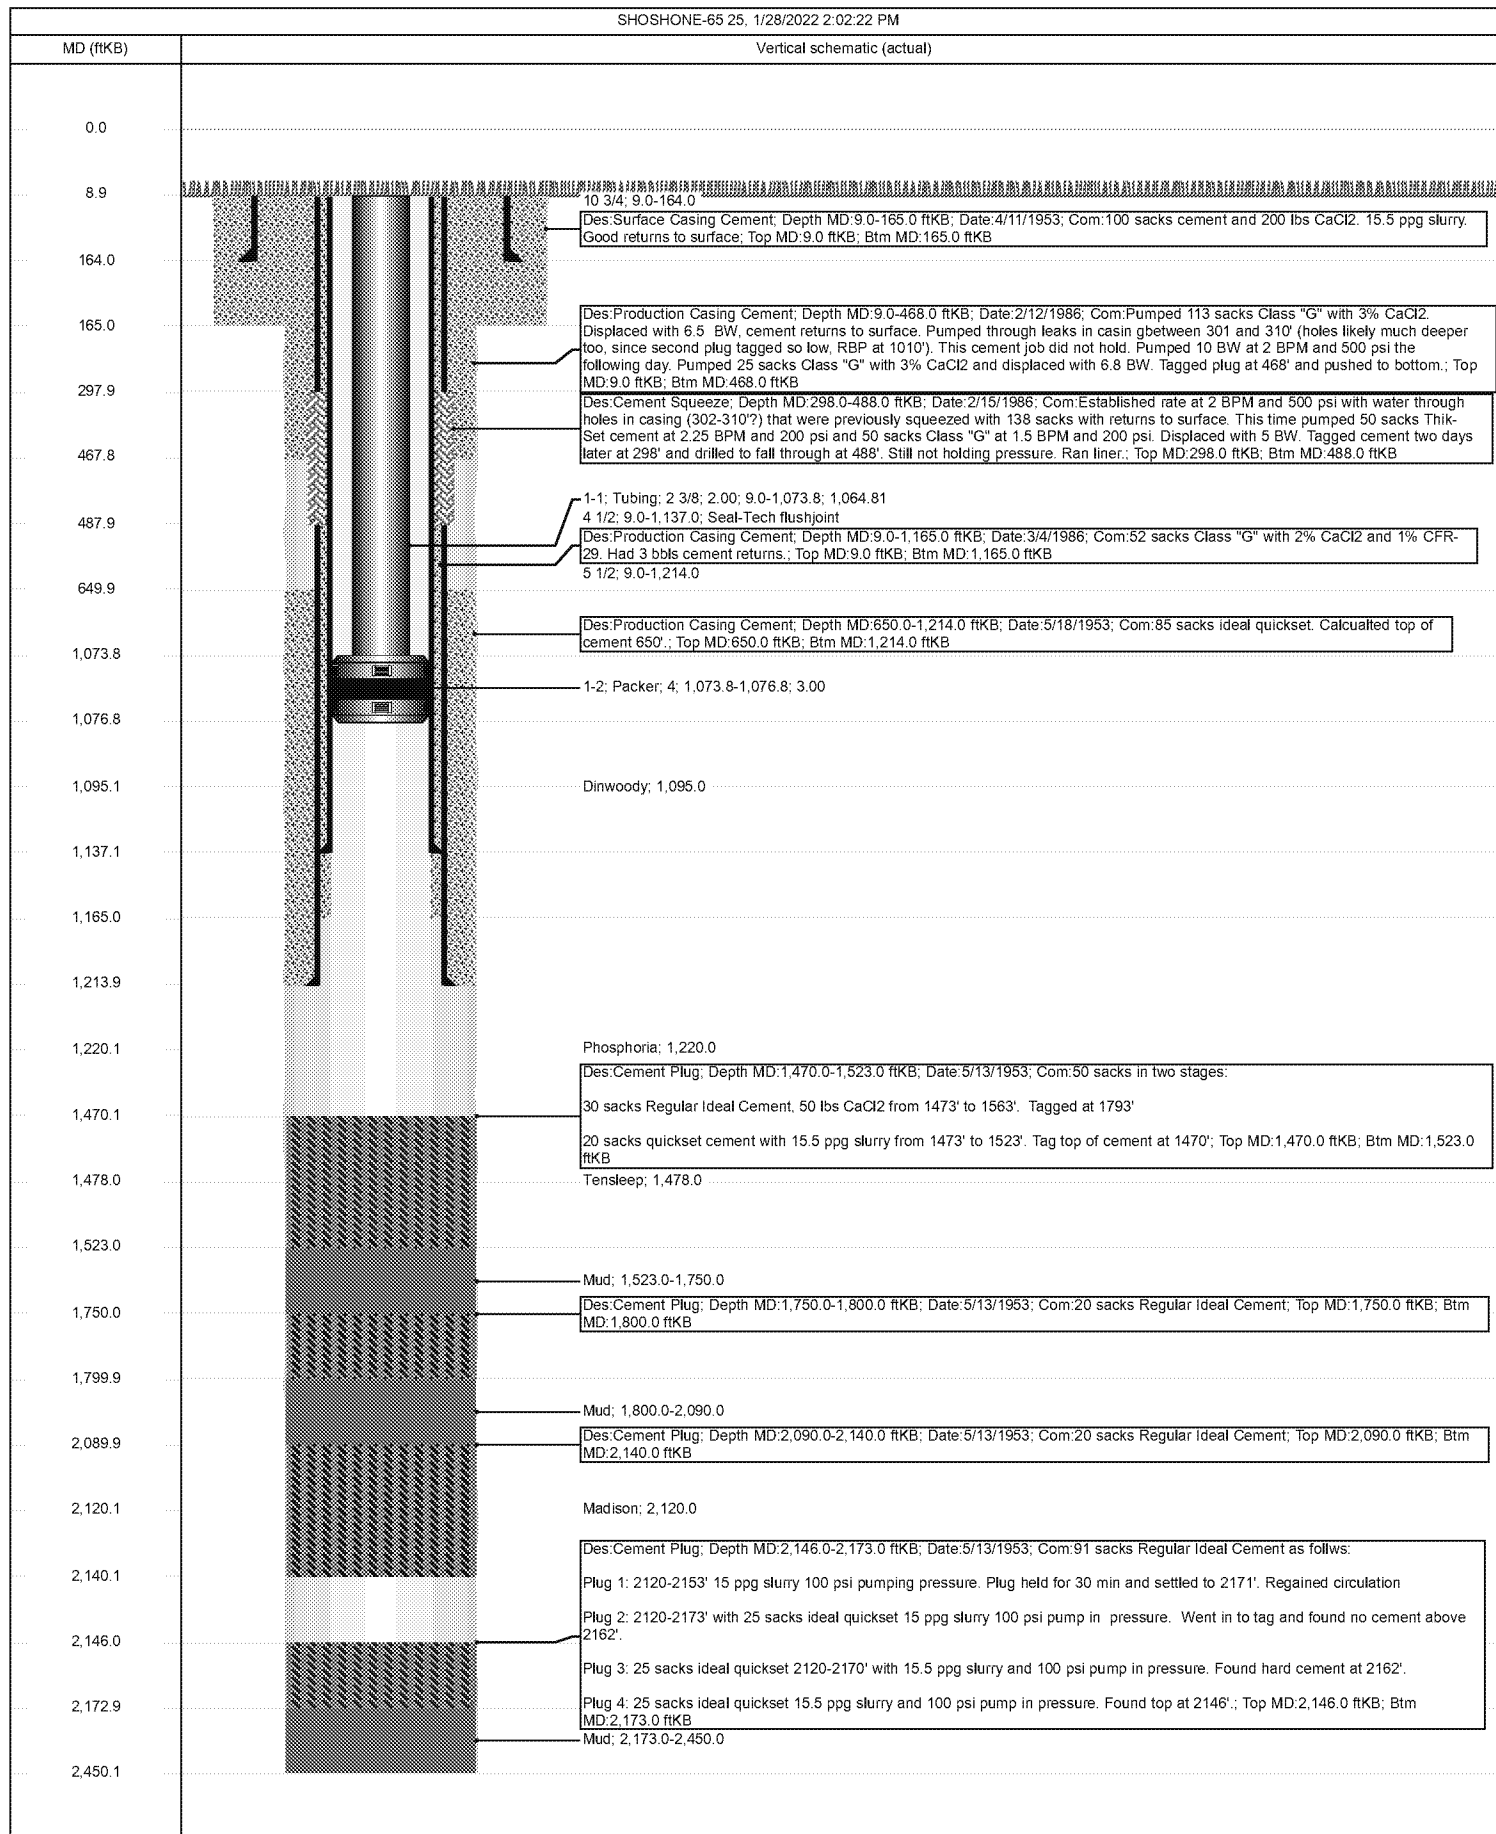 SHOSHONE-65 25, 1/28/2022 2:02:22 PM
MD (ftKB)
Vertical schematic (actual)
0.0
8.9
10 3/4; 9.0-164.0
Des:Surface Casing Cement; Depth MD:9.0-165.0 ftKB; Date:4/11/1953; Com:100 sacks cement and 200 lbs CaCl2. 15.5 ppg slurry.
Good returns to surface; Top MD:9.0 ftKB; Btm MD:165.0 ftKB
164.0
Des:Production Casing Cement; Depth MD:9.0-468.0 ftKB; Date:2/12/1986; Com:Pumped 113 sacks Class "G" with 3% CaCl2.
165.0
Displaced with 6.5 BW, cement returns to surface. Pumped through leaks in casin gbetween 301 and 310' (holes likely much deeper
too, since second plug tagged so low, RBP at 1010'). This cement job did not hold. Pumped 10 BW at 2 BPM and 500 psi the
following day. Pumped 25 sacks Class "G" with 3% CaCl2 and displaced with 6.8 BW. Tagged plug at 468' and pushed to bottom.; Top
MD:9.0 ftKB; Btm MD:468.0 ftKB
297.9
Des:Cement Squeeze; Depth MD:298.0-488.0 ftKB; Date:2/15/1986; Com:Established rate at 2 BPM and 500 psi with water through
holes in casing (302-310'?) that were previously squeezed with 138 sacks with returns to surface. This time pumped 50 sacks Thik-
Set cement at 2.25 BPM and 200 psi and 50 sacks Class "G" at 1.5 BPM and 200 psi. Displaced with 5 BW. Tagged cement two days
later at 298' and drilled to fall through at 488'. Still not holding pressure. Ran liner.; Top MD:298.0 ftKB; Btm MD:488.0 ftKB
467.8
1-1; Tubing; 2 3/8; 2.00; 9.0-1,073.8; 1,064.81
4 1/2; 9.0-1,137.0; Seal-Tech flushjoint
487.9
Des:Production Casing Cement; Depth MD:9.0-1,165.0 ftKB; Date:3/4/1986; Com:52 sacks Class "G" with 2% CaCl2 and 1% CFR-
29. Had 3 bbls cement returns.; Top MD:9.0 ftKB; Btm MD:1,165.0 ftKB
5 1/2; 9.0-1,214.0
649.9
Des:Production Casing Cement; Depth MD:650.0-1,214.0 ftKB; Date:5/18/1953; Com:85 sacks ideal quickset. Calcualted top of
cement 650'.; Top MD:650.0 ftKB; Btm MD:1,214.0 ftKB
1,073.8
1-2; Packer; 4; 1,073.8-1,076.8; 3.00
1,076.8
1,095.1
Dinwoody; 1,095.0
1,137.1
1,165.0
1,213.9
1,220.1
Phosphoria; 1,220.0
Des:Cement Plug; Depth MD:1,470.0-1,523.0 ftKB; Date:5/13/1953; Com:50 sacks in two stages:
30 sacks Regular Ideal Cement, 50 lbs CaCl2 from 1473' to 1563'. Tagged at 1793'
1,470.1
20 sacks quickset cement with 15.5 ppg slurry from 1473' to 1523'. Tag top of cement at 1470'; Top MD:1,470.0 ftKB; Btm MD:1,523.0
ftKB
1,478.0
Tensleep; 1,478.0
1,523.0
Mud; 1,523.0-1,750.0
1,750.0
Des:Cement Plug; Depth MD:1,750.0-1,800.0 ftKB; Date:5/13/1953; Com:20 sacks Regular Ideal Cement; Top MD:1,750.0 ftKB; Btm
MD:1,800.0 ftKB
1,799.9
Mud; 1,800.0-2,090.0
2,089.9
Des:Cement Plug; Depth MD:2,090.0-2,140.0 ftKB; Date:5/13/1953; Com:20 sacks Regular Ideal Cement; Top MD:2,090.0 ftKB; Btm
MD:2,140.0 ftKB
2,120.1
Madison; 2,120.0
Des:Cement Plug; Depth MD:2,146.0-2,173.0 ftKB; Date:5/13/1953; Com:91 sacks Regular Ideal Cement as follws:
2,140.1
Plug 1: 2120-2153' 15 ppg slurry 100 psi pumping pressure. Plug held for 30 min and settled to 2171'. Regained circulation
Plug 2: 2120-2173' with 25 sacks ideal quickset 15 ppg slurry 100 psi pump in pressure. Went in to tag and found no cement above
2162'.
2,146.0
Plug 3: 25 sacks ideal quickset 2120-2170' with 15.5 ppg slurry and 100 psi pump in pressure. Found hard cement at 2162'.
Plug 4: 25 sacks ideal quickset 15.5 ppg slurry and 100 psi pump in pressure. Found top at 2146'.; Top MD:2,146.0 ftKB; Btm
MD:2,173.0 ftKB
2,172.9
Mud; 2,173.0-2,450.0
2,450.1